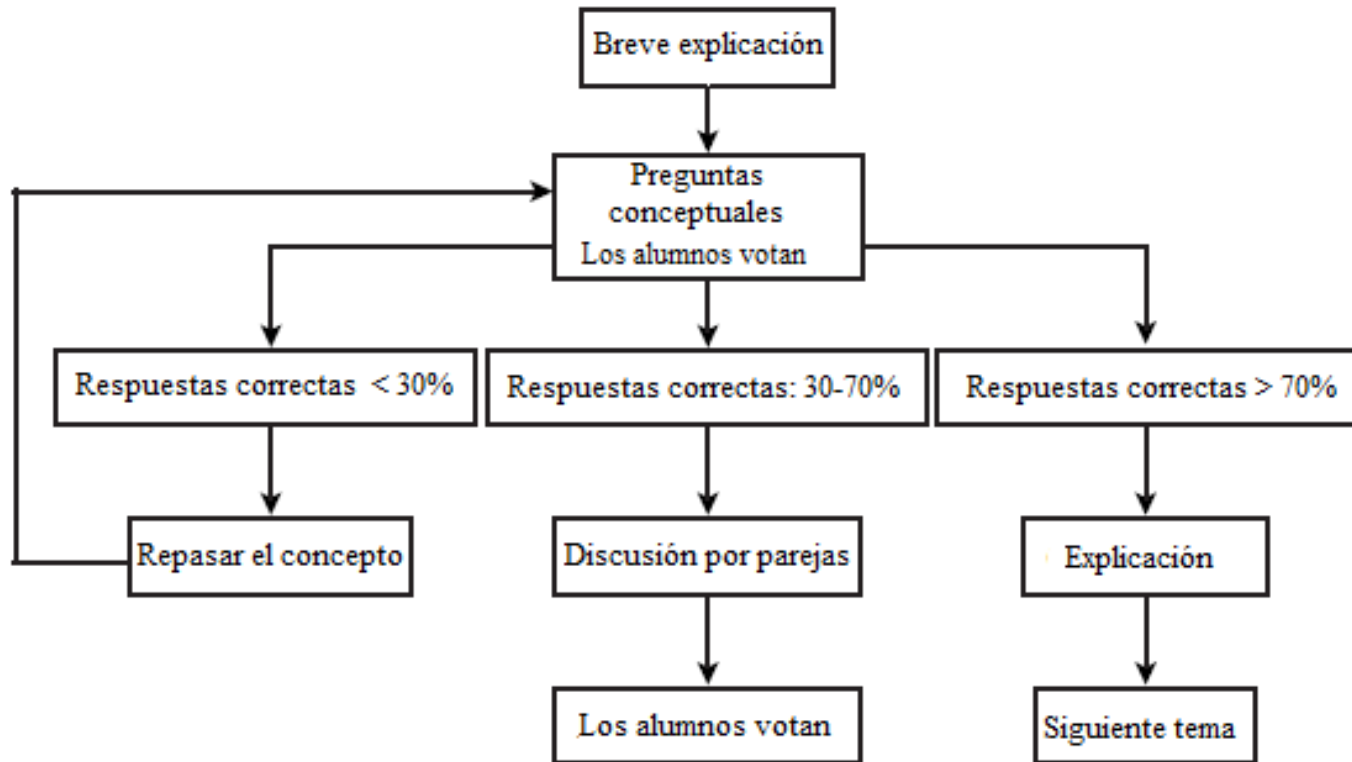 Breve explicación
Preguntas
conceptuales
Los alumnos votan
Respuestas correctas < 30%
Respuestas correctas: 30-70%
Respuestas correctas > 70%
Repasar el concepto
Discusión por parejas
Explicación
Los alumnos votan
Siguiente tema